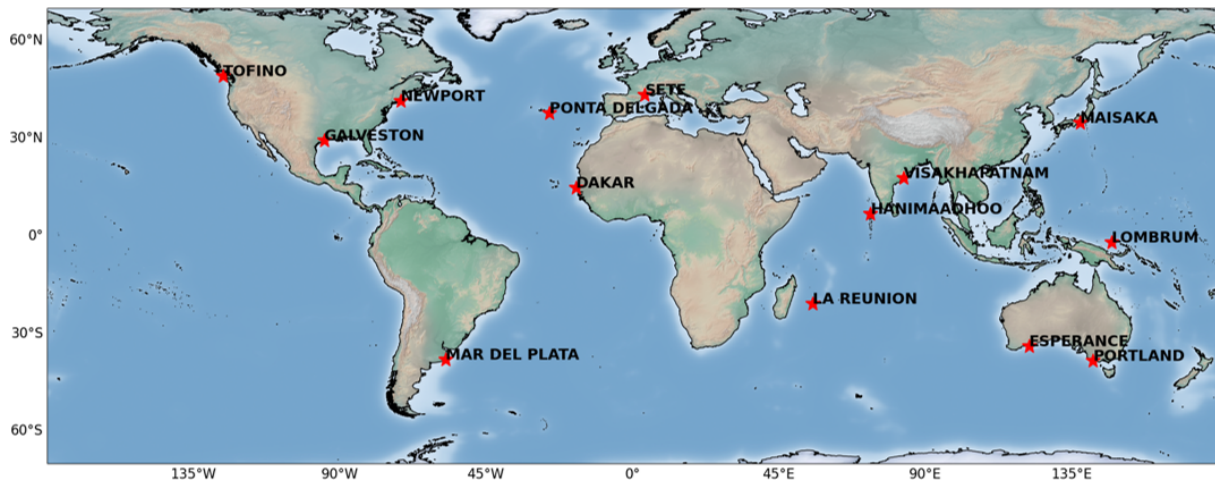 60°N
TOFINO
NEWPORT
SETE
PONTA DELGADA
GALVESTON
MAISAKA
30°N
VISAKHAPATNAM
DAKAR
HANIMAADHOO
0°
LOMBRUM
LA REUNION
30°S
ESPERANCE
MAR DEL PLATA
PORTLAND
60°S
135°W 90°W 45°W 0° 45°E 90°E 135°E